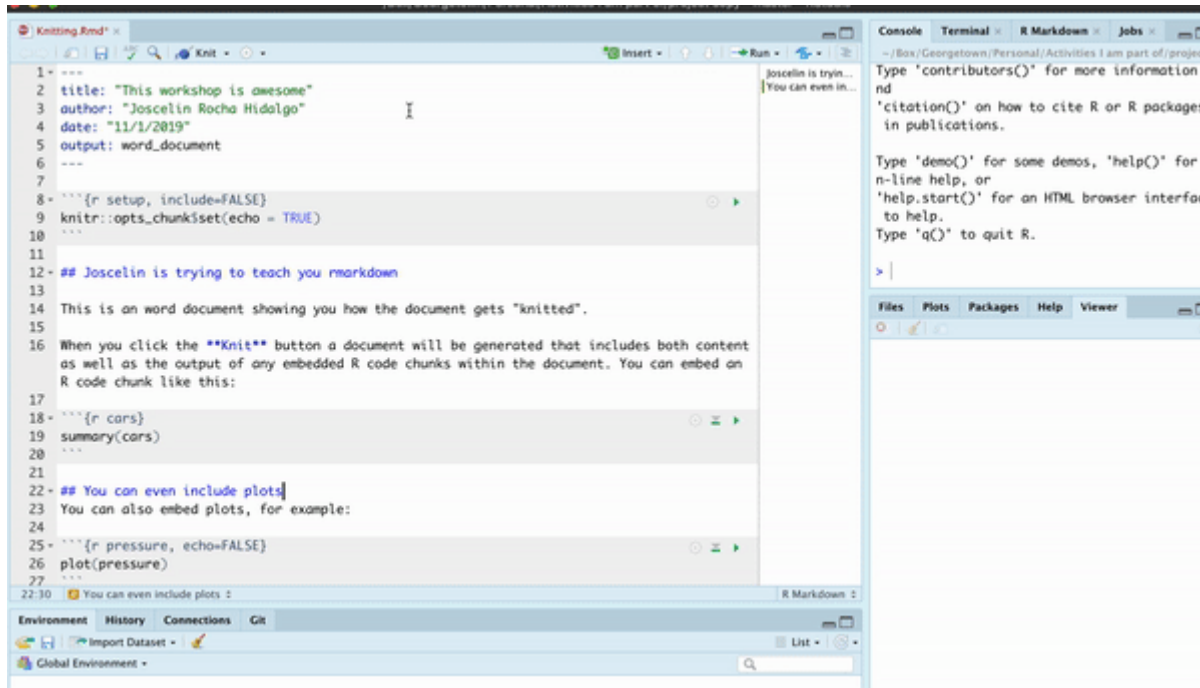 Knitting.Rmd*
Knit
Insert
Run
1 ---
2 title: "This workshop is awesome"
3 author: "Joscelin Rocha Hidalgo"
4 date: "11/1/2019"
5 output: word_document
6 ---
7
8 ```{r setup, include=FALSE}
9 knitr::opts_chunk$set(echo = TRUE)
10 ```
11
12 ## Joscelin is trying to teach you rmarkdown
13
14 This is an word document showing you how the document gets "knitted".
15
16 When you click the **Knit** button a document will be generated that includes both content
as well as the output of any embedded R code chunks within the document. You can embed an
R code chunk like this:
17
18 ```{r cars}
19 summary(cars)
20 ```
21
22 ## You can even include plots
23 You can also embed plots, for example:
24
25 ```{r pressure, echo=FALSE}
26 plot(pressure)
27 ```
Joscelin is tryin...
You can even in...
22:30 You can even include plots
R Markdown
Environment History Connections Git
Import Dataset
List
Global Environment
Console Terminal R Markdown Jobs
~/Box/Georgetown/Personal/Activities I am part of/projec
Type 'contributors()' for more information
nd
'citation()' on how to cite R or R packages
in publications.
Type 'demo()' for some demos, 'help()' for
n-line help, or
'help.start()' for an HTML browser interfac
to help.
Type 'q()' to quit R.
>
Files Plots Packages Help Viewer